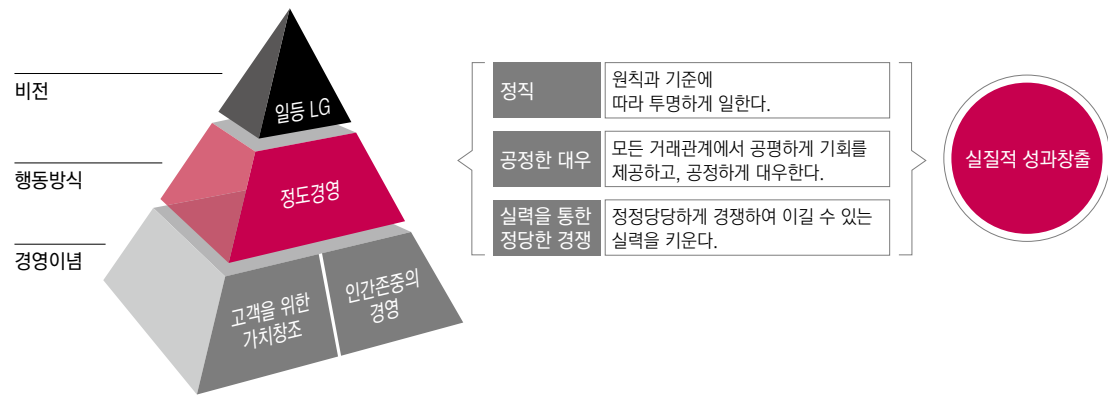 비전
일등 LG
행동방식
정도경영
경영이념
고객을 위한
가치창조
인간존중의
경영
정직
원칙과 기준에
따라 투명하게 일한다.
공정한 대우
모든 거래관계에서 공평하게 기회를
제공하고, 공정하게 대우한다.
실력을 통한
정당한 경쟁
정정당당하게 경쟁하여 이길 수 있는
실력을 키운다.
실질적 성과창출